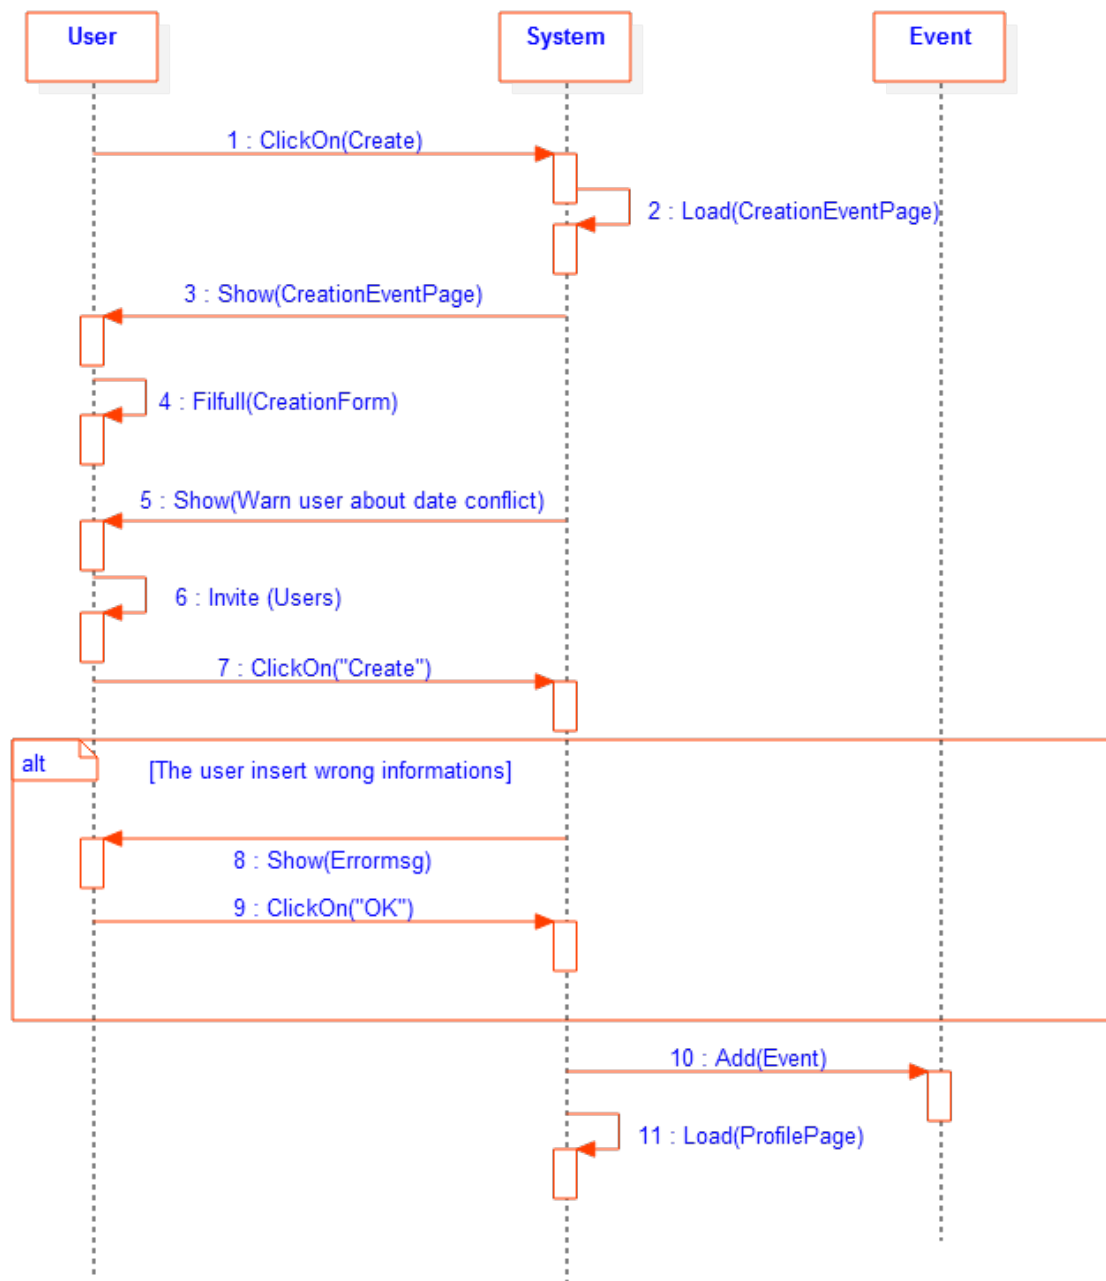 User
System
Event
1 : ClickOn(Create)
2 : Load(CreationEventPage)
3 : Show(CreationEventPage)
4 : Filfull(CreationForm)
5 : Show(Warn user about date conflict)
6 : Invite (Users)
7 : ClickOn("Create")
alt
[The user insert wrong informations]
8 : Show(Errormsg)
9 : ClickOn("OK")
10 : Add(Event)
11 : Load(ProfilePage)